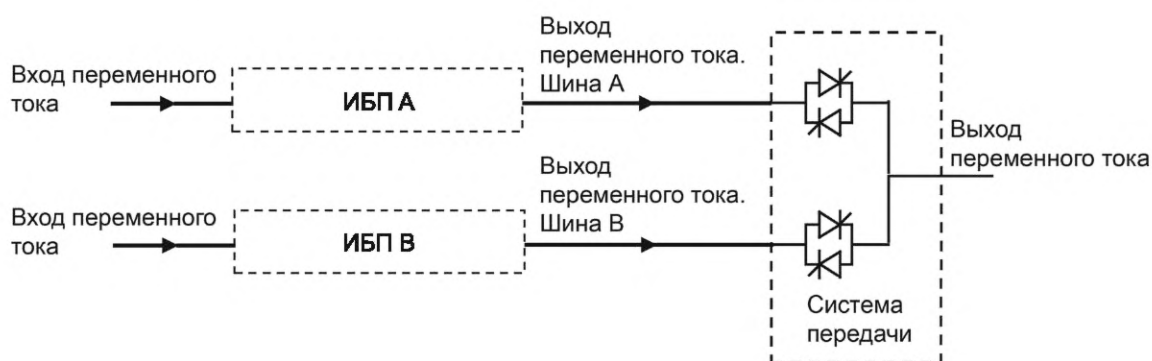 Вход переменного
тока
ИБП А
Выход
переменного тока.
Шина А
Вход переменного
тока
ИБП В
Выход
переменного тока.
Шина В
Система
передачи
Выход
переменного тока